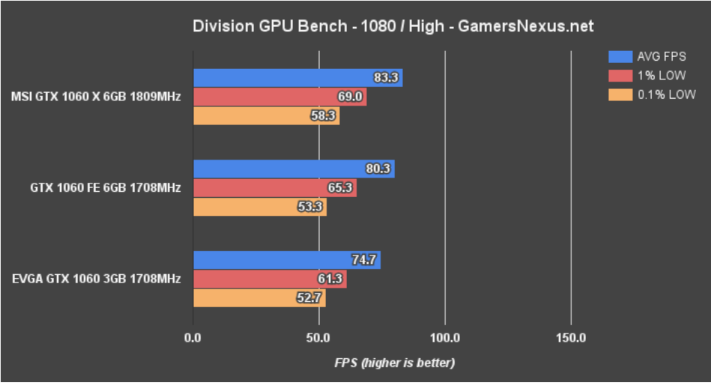 Division GPU Bench - 1080 / High - GamersNexus.net
AVG FPS
1% LOW
0.1% LOW
MSI GTX 1060 X 6GB 1809MHz
83.3
69.0
58.3
GTX 1060 FE 6GB 1708MHz
80.3
65.3
53.3
EVGA GTX 1060 3GB 1708MHz
74.7
61.3
52.7
0.0 50.0 100.0 150.0
FPS (higher is better)